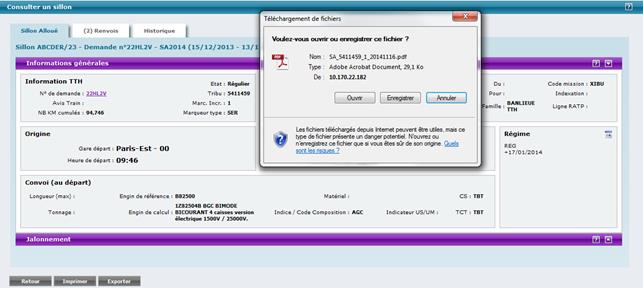 Consulter un sillon
Sillon Alloué
(2) Renvois
Historique
Sillon ABCDER/23 - Demande n°22HL2V - SA2014 (15/12/2013 - 13/1
Informations générales
Information TTH
N° de demande : 22HL2V
Avis Train :
NB KM cumulés : 94,746
Etat : Régulier
Tribu : 5411459
Marc. Incr. : 1
Marqueur type : SER
Du :
Pour :
Famille : BANLIEUE TTH
Code mission : XIBU
Indexation :
Ligne RATP :
Origine
Gare départ : Paris-Est - 00
Heure de départ : 09:46
Régime
REG
+17/01/2014
Convoi (au départ)
Longueur (max) :
Tonnage :
Engin de référence : B82500
Engin de calcul : 1Z82504B BGC BIMODE
BICOURANT 4 caisses version
électrique 1500V / 25000V.
Matériel :
Indice / Code Composition : AGC
Indicateur US/UM :
CS : TBT
TCT : TBT
Jalonnement
Retour
Imprimer
Exporter
Téléchargement de fichiers
Voulez-vous ouvrir ou enregistrer ce fichier ?
Nom : SA_5411459_1_20141116.pdf
Type : Adobe Acrobat Document, 29,1 Ko
De : 10.170.22.182
Ouvrir
Enregistrer
Annuler
Les fichiers téléchargés depuis Internet peuvent être utiles, mais ce
type de fichier présente un danger potentiel. N'ouvrez ou
n'enregistrez ce fichier que si vous êtes sûr de son origine. Quels
sont les risques ?